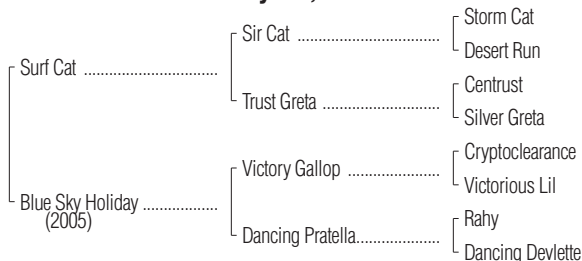 Storm Cat
Sir Cat ..................................
Desert Run
Surf Cat ................................
Centrust
Trust Greta .............................
Silver Greta
Cryptoclearance
Victory Gallop ......................
Victorious Lil
Blue Sky Holiday ..................
(2005)
Rahy
Dancing Pratella....................
Dancing Devlette